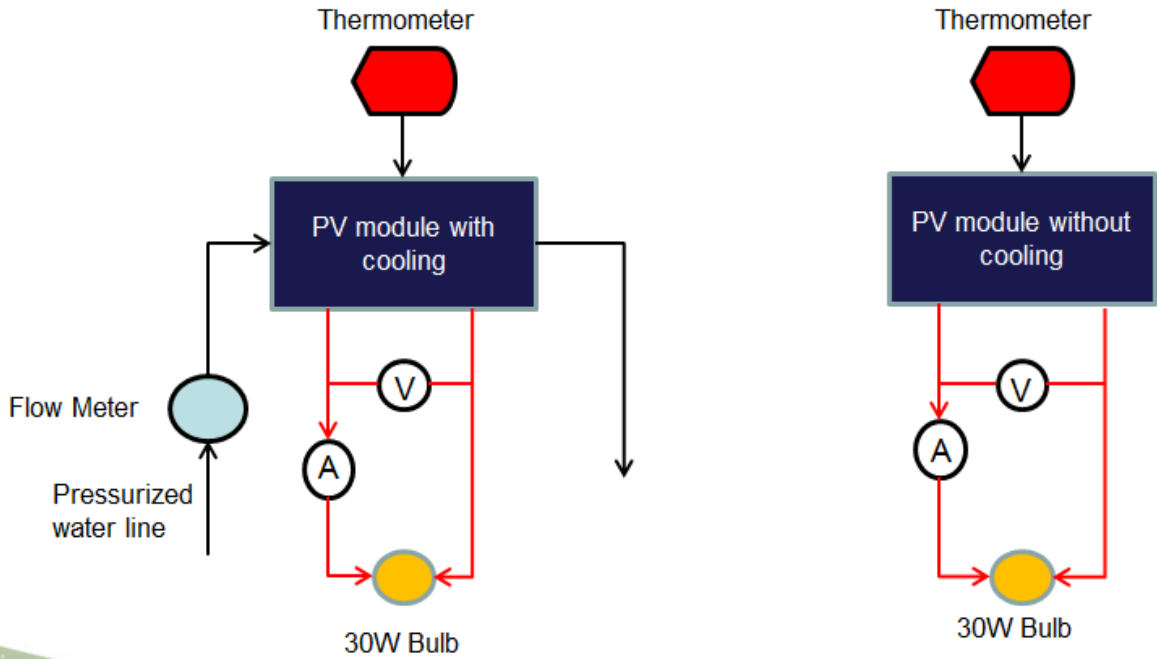 Thermometer
Thermometer
PV module with
cooling
PV module without
cooling
V
V
Flow Meter
A
A
Pressurized
water line
30W Bulb
30W Bulb